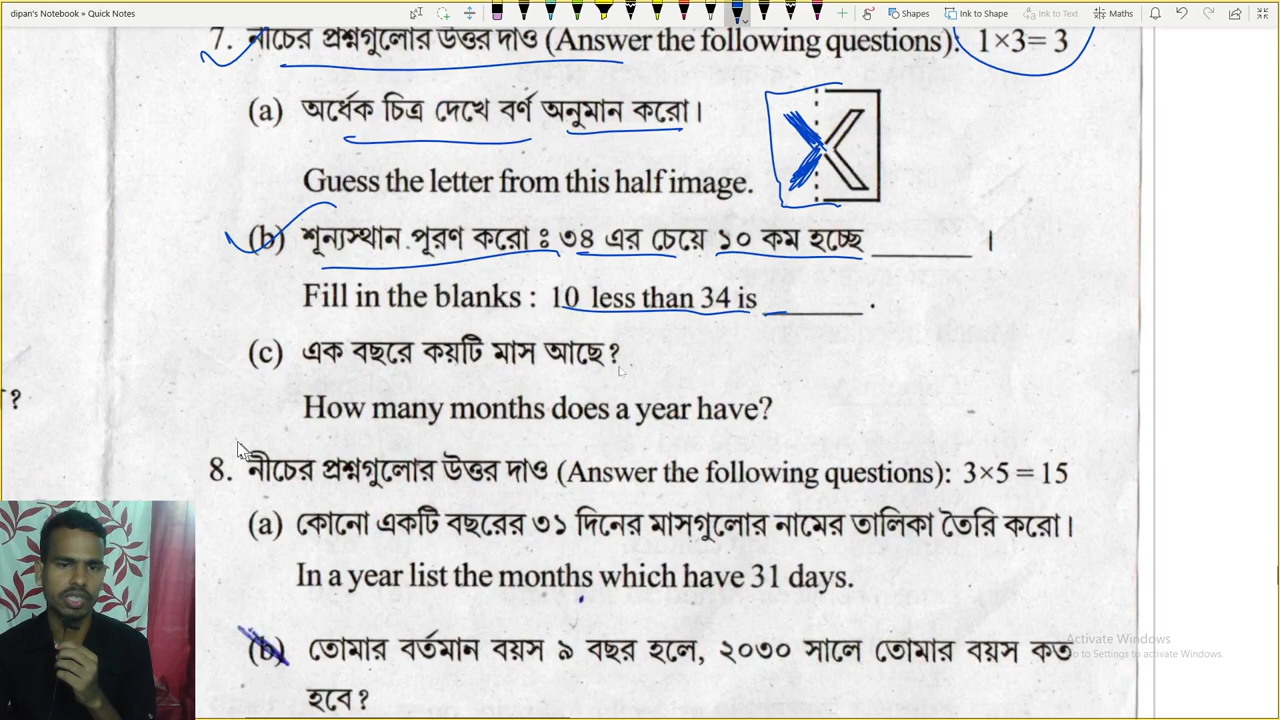 dipan's Notebook » Quick Notes
Shapes Ink to Shape Ink to Text Maths
7. নীচের প্রশ্নগুলোর উত্তর দাও (Answer the following questions): 1×3= 3
(a) অর্ধেক চিত্র দেখে বর্ণ অনুমান করো।
Guess the letter from this half image.
(b) শূন্যস্থান পূরণ করো ঃ ৩৪ এর চেয়ে ১০ কম হচ্ছে ______ ।
Fill in the blanks : 10 less than 34 is ______ .
(c) এক বছরে কয়টি মাস আছে?
?
How many months does a year have?
8. নীচের প্রশ্নগুলোর উত্তর দাও (Answer the following questions): 3×5 = 15
(a) কোনো একটি বছরের ৩১ দিনের মাসগুলোর নামের তালিকা তৈরি করো।
In a year list the months which have 31 days.
(b) তোমার বর্তমান বয়স ৯ বছর হলে, ২০৩০ সালে তোমার বয়স কত
হবে?
Activate Windows
Go to Settings to activate Windows.